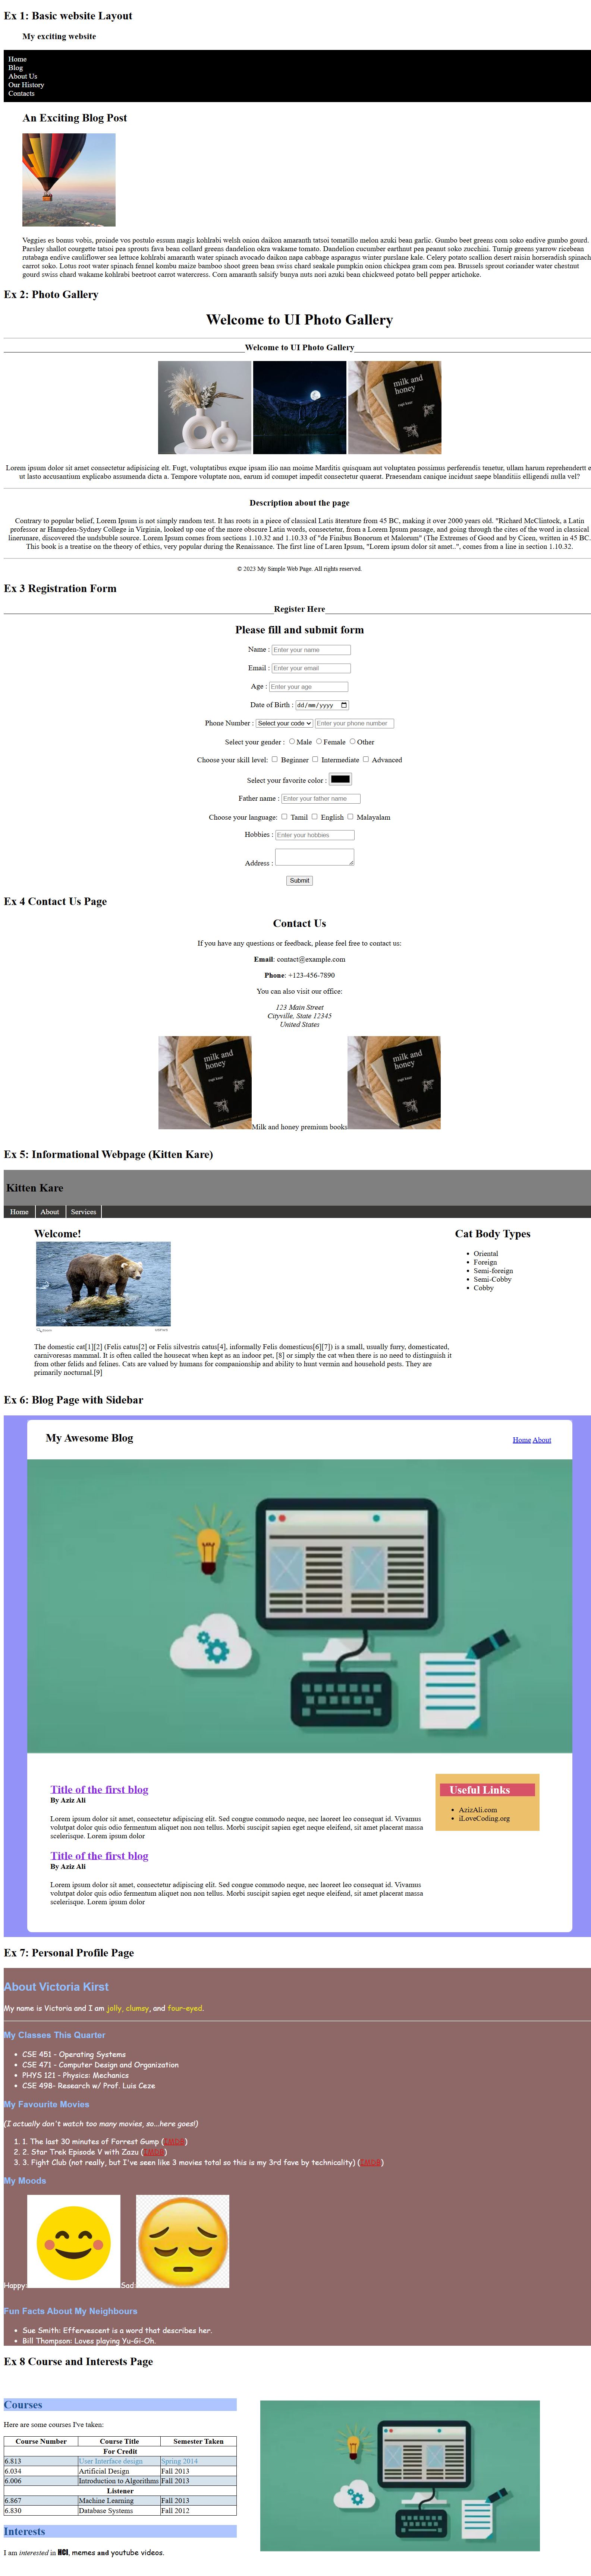 Ex 1: Basic website Layout
My exciting website
Home
Blog
About Us
Our History
Contacts
An Exciting Blog Post
Veggies es bonus vobis, proinde vos postulo essum magis kohlrabi welsh onion daikon amaranth tatsoi tomatillo melon azuki bean garlic. Gumbo beet greens corn soko endive gumbo gourd.
Parsley shallot courgette tatsoi pea sprouts fava bean collard greens dandelion okra wakame tomato. Dandelion cucumber earthnut pea peanut soko zucchini. Turnip greens yarrow ricebean
rutabaga endive cauliflower sea lettuce kohlrabi amaranth water spinach avocado daikon napa cabbage asparagus winter purslane kale. Celery potato scallion desert raisin horseradish spinach
carrot soko. Lotus root water spinach fennel kombu maize bamboo shoot green bean swiss chard seakale pumpkin onion chickpea gram corn pea. Brussels sprout coriander water chestnut
gourd swiss chard wakame kohlrabi beetroot carrot watercress. Corn amaranth salsify bunya nuts nori azuki bean chickweed potato bell pepper artichoke.
Ex 2: Photo Gallery
Welcome to UI Photo Gallery
Welcome to UI Photo Gallery
milk and
honey
rupi kaur
Lorem ipsum dolor sit amet consectetur adipisicing elt. Fugt, voluptatibus exque ipsam ilio nan moime Marditis quisquam aut voluptaten possimus perferendis tenetur, ullam harum reprehendertt e
ut lasto accusantium explicabo assumenda dicta a. Tempore voluptate non, earum id comupet impedit consectetur quaerat. Praesendam canique incidunt saepe blanditiis elligendi nulla vel?
Description about the page
Contrary to popular belief, Lorem Ipsum is not simply random test. It has roots in a piece of classical Latis iterature from 45 BC, making it over 2000 years old. "Richard McClintock, a Latin
professor ar Hampden-Sydney College in Virginia, looked up one of the more obscure Latin words, consectetur, from a Lorem Ipsum passage, and going through the cites of the word in classical
linerunare, discovered the undsbuble source. Lorem Ipsum comes from sections 1.10.32 and 1.10.33 of "de Finibus Bonorum et Malorum" (The Extremes of Good and by Cicen, written in 45 BC.
This book is a treatise on the theory of ethics, very popular during the Renaissance. The first line of Laren Ipsum, "Lorem ipsum dolor sit amet..", comes from a line in section 1.10.32.
© 2023 My Sample Web Page. All rights reserved.
Ex 3 Registration Form
Register Here
Please fill and submit form
Name : Enter your name
Email : Enter your email
Age : Enter your age
Date of Birth : dd/mm/yyyy
Phone Number : Select your code Enter your phone number
Select your gender : Male Female Other
Choose your skill level: Beginner Intermediate Advanced
Select your favorite color :
Father name : Enter your father name
Choose your language: Tamil English Malayalam
Hobbies : Enter your hobbies
Address :
Submit
Ex 4 Contact Us Page
Contact Us
If you have any questions or feedback, please feel free to contact us:
Email: contact@example.com
Phone: +123-456-7890
You can also visit our office:
123 Main Street
Cityville, State 12345
United States
milk and
honey
rupi kaur
milk and
honey
rupi kaur
Milk and honey premium books
Ex 5: Informational Webpage (Kitten Kare)
Kitten Kare
Home About Services
Welcome!
The domestic cat[1][2] (Felis catus[2] or Felis silvestris catus[4], informally Felis domesticus[6][7]) is a small, usually furry, domesticated,
carnivoresas mammal. It is often called the housecat when kept as an indoor pet, [8] or simply the cat when there is no need to distinguish it
from other felids and felines. Cats are valued by humans for companionship and ability to hunt vermin and household pests. They are
primarily nocturnal.[9]
Cat Body Types
Oriental
Foreign
Semi-foreign
Semi-Cobby
Cobby
Ex 6: Blog Page with Sidebar
My Awesome Blog
Home About
Title of the first blog
By Aziz Ali
Lorem ipsum dolor sit amet, consectetur adipiscing elit. Sed congue commodo neque, nec laoreet leo consequat id. Vivamus
volutpat dolor quis odio fermentum aliquet non non tellus. Morbi suscipit sapien eget neque eleifend, sit amet placerat massa
scelerisque. Lorem ipsum dolor
Title of the first blog
By Aziz Ali
Lorem ipsum dolor sit amet, consectetur adipiscing elit. Sed congue commodo neque, nec laoreet leo consequat id. Vivamus
volutpat dolor quis odio fermentum aliquet non non tellus. Morbi suscipit sapien eget neque eleifend, sit amet placerat massa
scelerisque. Lorem ipsum dolor
Useful Links
AzizAli.com
iLoveCoding.org
Ex 7: Personal Profile Page
About Victoria Kirst
My name is Victoria and I am jolly, clumsy, and four-eyed.
My Classes This Quarter
CSE 451 - Operating Systems
CSE 471 - Computer Design and Organization
PHYS 121 - Physics: Mechanics
CSE 498- Research w/ Prof. Luis Ceze
My Favourite Movies
(I actually don't watch too many movies, so...here goes!)
1. 1. The last 30 minutes of Forrest Gump (IMDB)
2. 2. Star Trek Episode V with Zazu (IMDB)
3. 3. Fight Club (not really, but I've seen like 3 movies total so this is my 3rd fave by technicality) (IMDB)
My Moods
Happy: Sad:
Fun Facts About My Neighbours
Sue Smith: Effervescent is a word that describes her.
Bill Thompson: Loves playing Yu-Gi-Oh.
Ex 8 Course and Interests Page
Courses
Here are some courses I've taken:
Course Number Course Title Semester Taken
For Credit
6.813 User Interface design Spring 2014
6.034 Artificial Design Fall 2013
6.006 Introduction to Algorithms Fall 2013
Listener
6.867 Machine Learning Fall 2013
6.830 Database Systems Fall 2012
Interests
I am interested in HCI, memes and youtube videos.